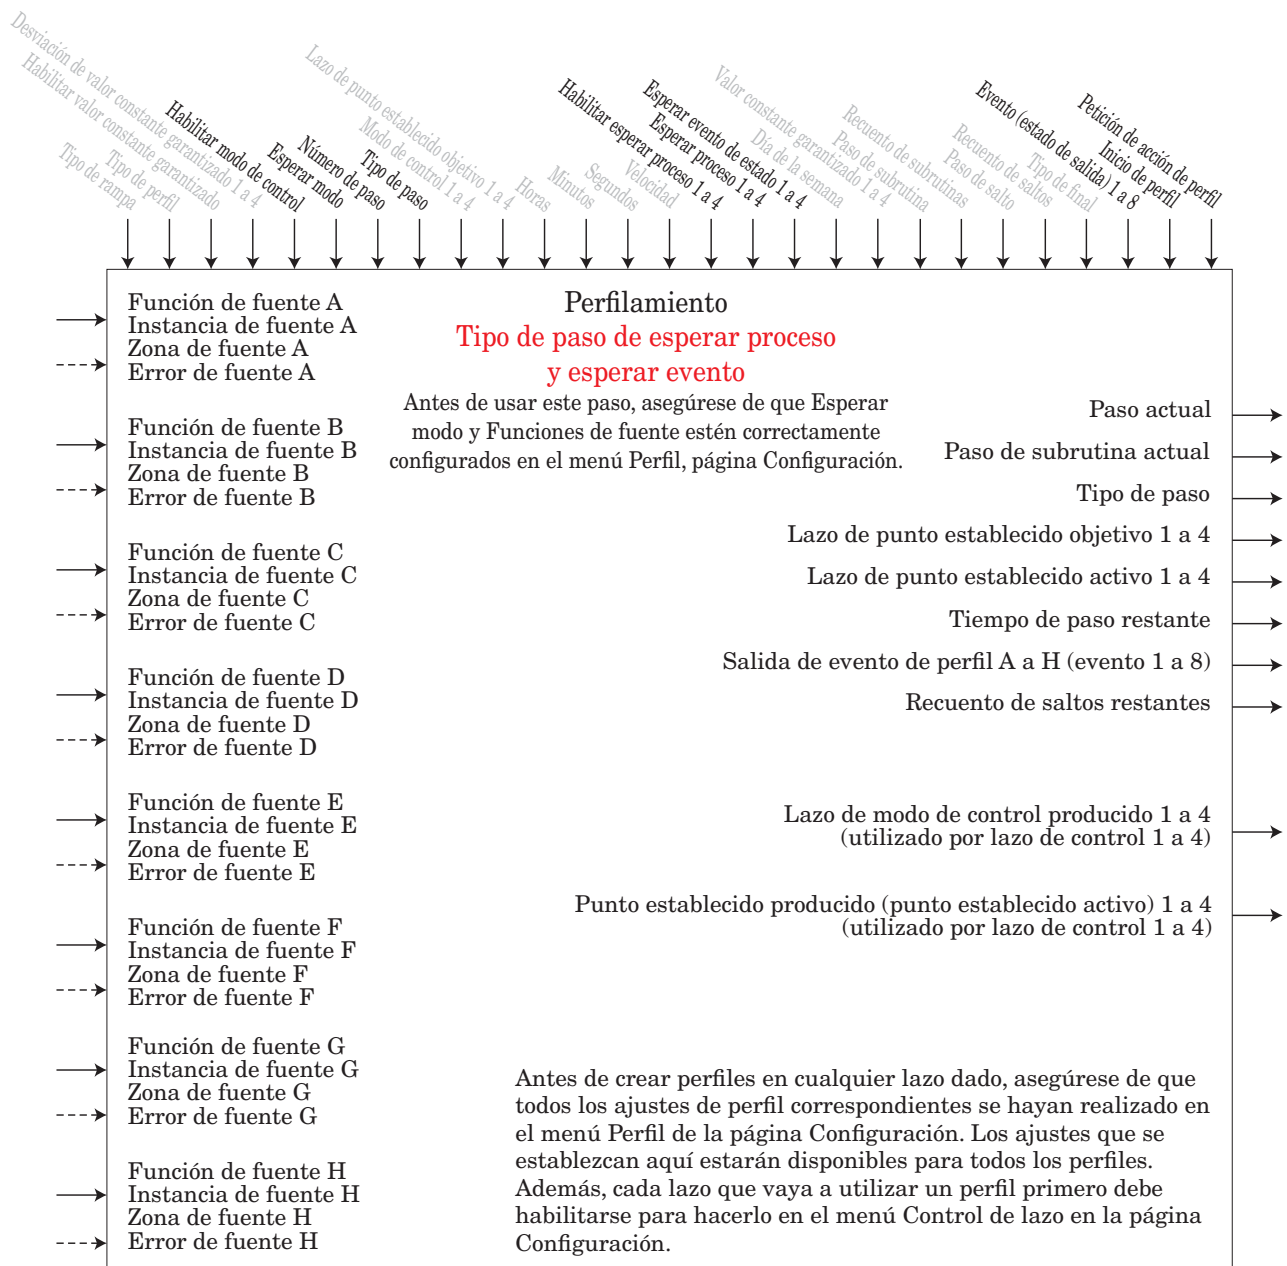 Tipo de rampa
Tipo de perfil
Habilitar valor constante garantizado
Desviación de valor constante garantizado 1 a 4
Habilitar modo de control
Esperar modo
Número de paso
Tipo de paso
Modo de control 1 a 4
Lazo de punto establecido objetivo 1 a 4
Horas
Minutos
Segundos
Velocidad
Habilitar esperar proceso 1 a 4
Esperar proceso 1 a 4
Esperar evento de estado 1 a 4
Día de la semana
Valor constante garantizado 1 a 4
Paso de subrutina
Recuento de subrutinas
Paso de salto
Recuento de saltos
Tipo de final
Evento (estado de salida) 1 a 8
Inicio de perfil
Petición de acción de perfil
Perfilamiento
Tipo de paso de esperar proceso
y esperar evento
Antes de usar este paso, asegúrese de que Esperar
modo y Funciones de fuente estén correctamente
configurados en el menú Perfil, página Configuración.
Función de fuente A
Instancia de fuente A
Zona de fuente A
Error de fuente A
Función de fuente B
Instancia de fuente B
Zona de fuente B
Error de fuente B
Función de fuente C
Instancia de fuente C
Zona de fuente C
Error de fuente C
Función de fuente D
Instancia de fuente D
Zona de fuente D
Error de fuente D
Función de fuente E
Instancia de fuente E
Zona de fuente E
Error de fuente E
Función de fuente F
Instancia de fuente F
Zona de fuente F
Error de fuente F
Función de fuente G
Instancia de fuente G
Zona de fuente G
Error de fuente G
Función de fuente H
Instancia de fuente H
Zona de fuente H
Error de fuente H
Paso actual
Paso de subrutina actual
Tipo de paso
Lazo de punto establecido objetivo 1 a 4
Lazo de punto establecido activo 1 a 4
Tiempo de paso restante
Salida de evento de perfil A a H (evento 1 a 8)
Recuento de saltos restantes
Lazo de modo de control producido 1 a 4
(utilizado por lazo de control 1 a 4)
Punto establecido producido (punto establecido activo) 1 a 4
(utilizado por lazo de control 1 a 4)
Antes de crear perfiles en cualquier lazo dado, asegúrese de que
todos los ajustes de perfil correspondientes se hayan realizado en
el menú Perfil de la página Configuración. Los ajustes que se
establezcan aquí estarán disponibles para todos los perfiles.
Además, cada lazo que vaya a utilizar un perfil primero debe
habilitarse para hacerlo en el menú Control de lazo en la página
Configuración.